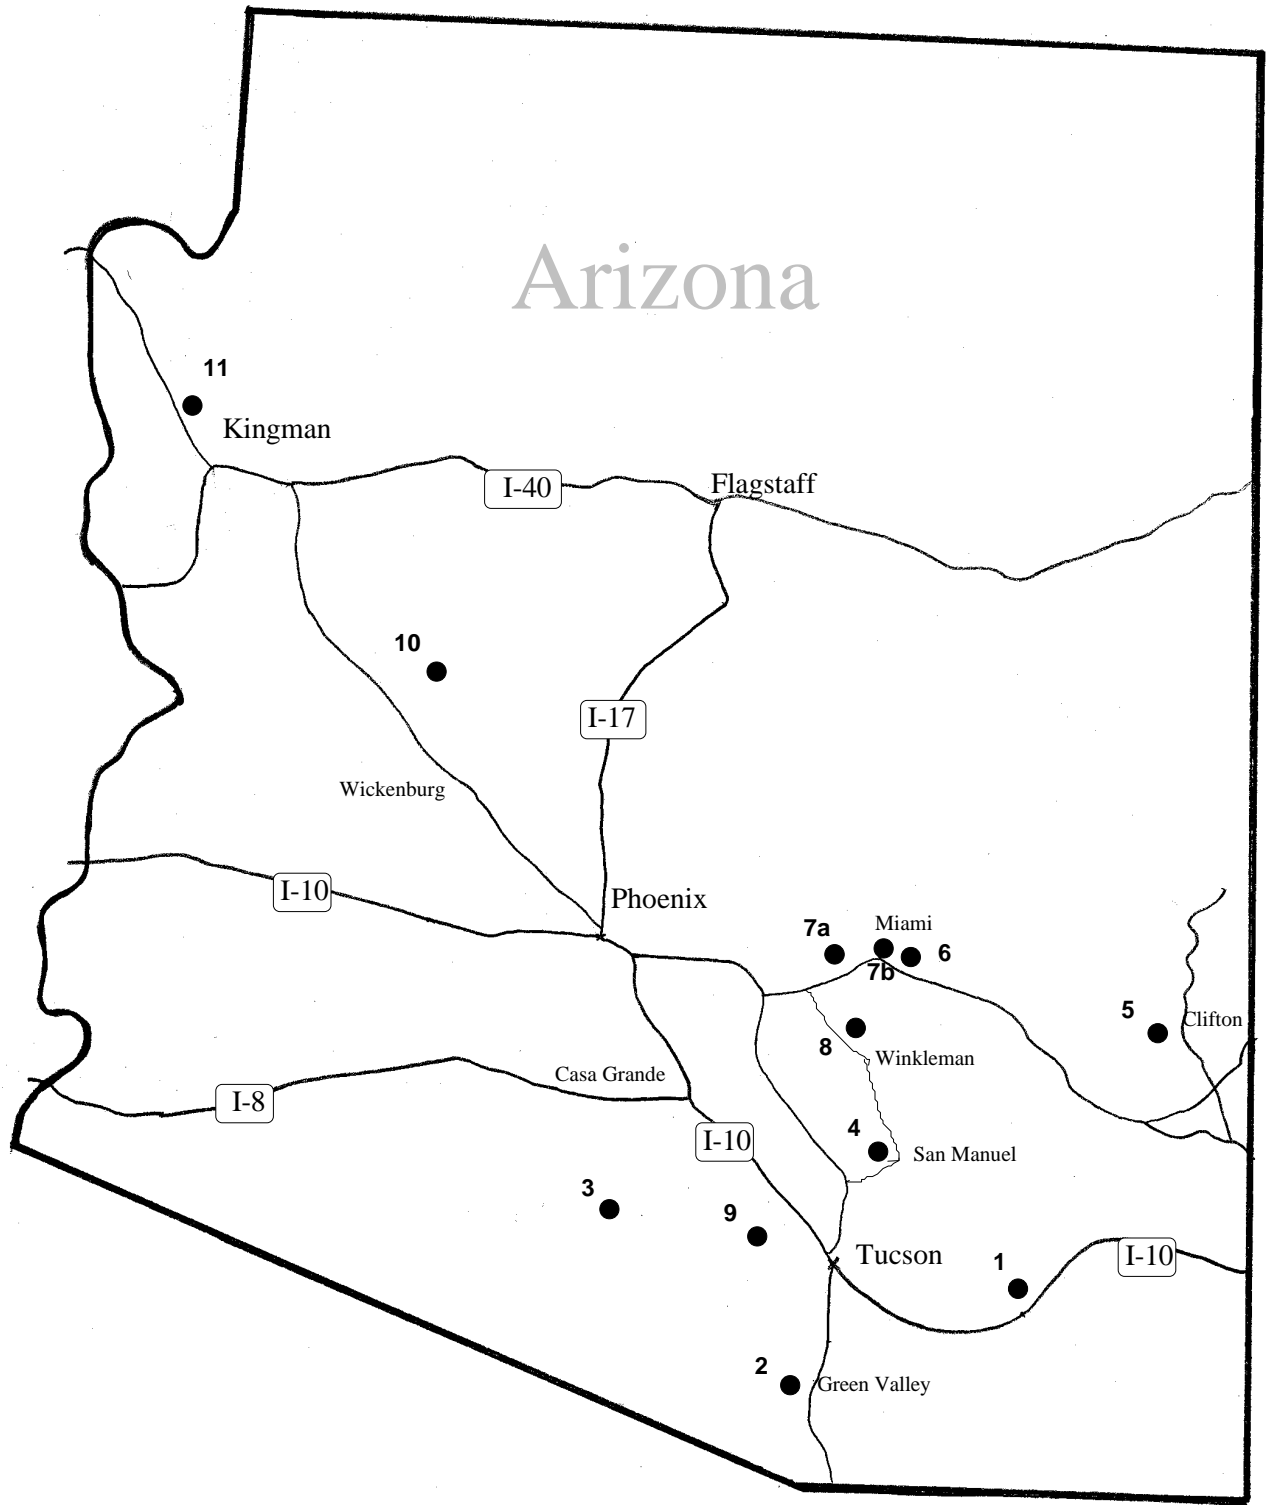 Arizona
11
Kingman
I-40
Flagstaff
10
I-17
Wickenburg
I-10
Phoenix
Miami
7a
6
7b
5
Clifton
8
Winkleman
Casa Grande
I-8
4
I-10
San Manuel
3
9
Tucson
1
I-10
2
Green Valley